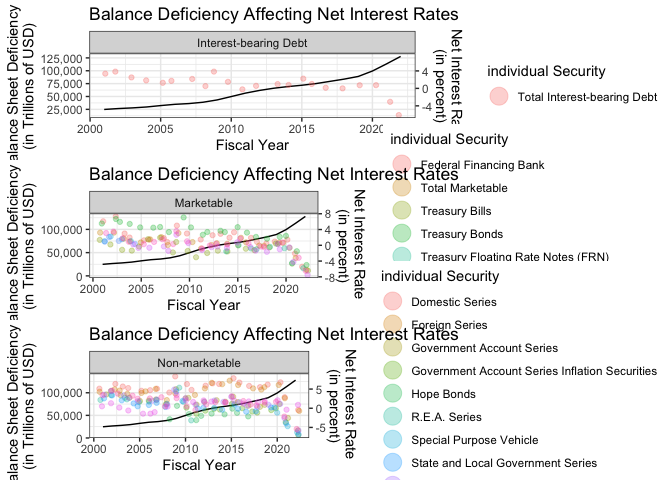 Balance Deficiency Affecting Net Interest Rates
Interest-bearing Debt
alance Sheet Deficiency
(in Trillions of USD)
125,000
100,000
75,000
50,000
25,000
4
0
-4
Net Interest Ra
(in percent)
2000
2005
2010
2015
2020
Fiscal Year
individual Security
Total Interest-bearing Debt
Balance Deficiency Affecting Net Interest Rates
Marketable
alance Sheet Deficiency
(in Trillions of USD)
100,000
50,000
0
8
4
0
-4
-8
Net Interest Rate
(in percent)
2000
2005
2010
2015
2020
Fiscal Year
individual Security
Federal Financing Bank
Total Marketable
Treasury Bills
Treasury Bonds
Treasury Floating Rate Notes (FRN)
Balance Deficiency Affecting Net Interest Rates
Non-marketable
alance Sheet Deficiency
(in Trillions of USD)
100,000
50,000
0
5
0
-5
Net Interest Rate
(in percent)
2000
2005
2010
2015
2020
Fiscal Year
individual Security
Domestic Series
Foreign Series
Government Account Series
Government Account Series Inflation Securities
Hope Bonds
R.E.A. Series
Special Purpose Vehicle
State and Local Government Series